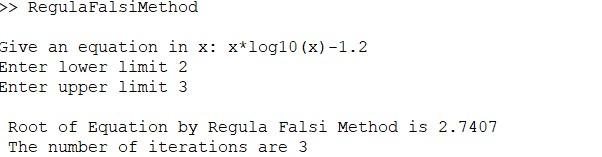 >> RegulaFalsiMethod
Give an equation in x: x*log10(x)-1.2
Enter lower limit 2
Enter upper limit 3
Root of Equation by Regula Falsi Method is 2.7407
The number of iterations are 3